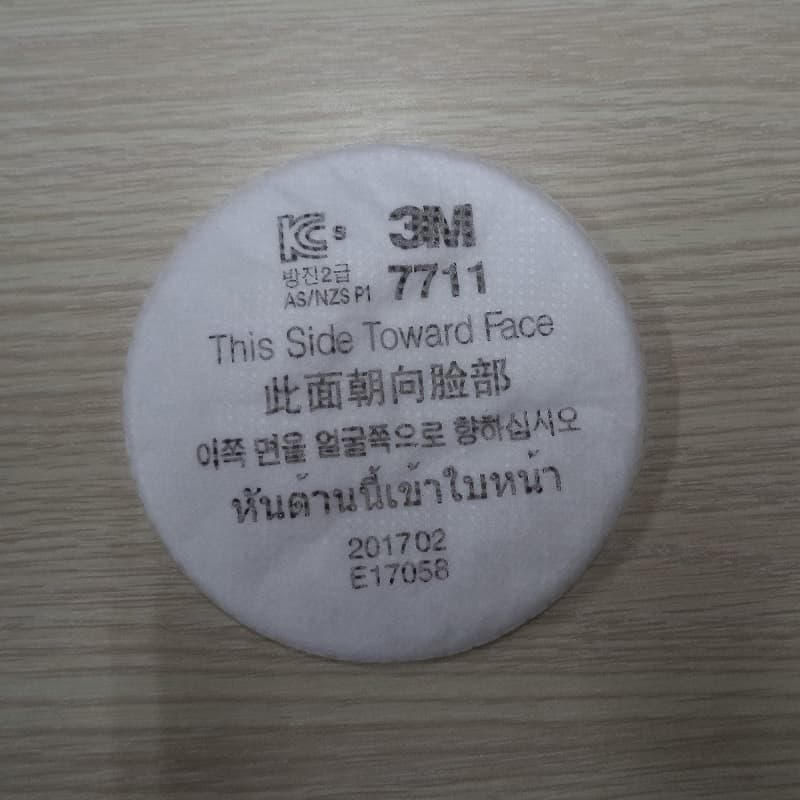 KCs 3M
방진2급 7711
AS/NZS P1
This Side Toward Face
此面朝向脸部
이쪽 면을 얼굴쪽으로 향하십시오
หันด้านนี้เข้าใบหน้า
201702
E17058